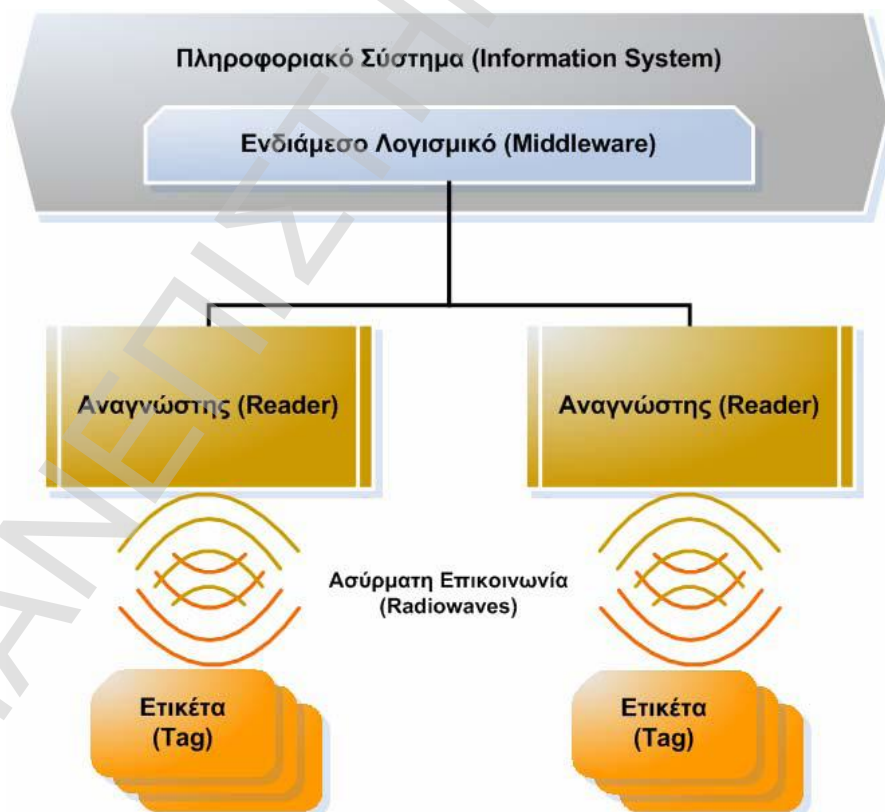 Πληροφοριακό Σύστημα (Information System)
Ενδιάμεσο Λογισμικό (Middleware)
Αναγνώστης (Reader)
Αναγνώστης (Reader)
Ασύρματη Επικοινωνία
(Radiowaves)
Ετικέτα
(Tag)
Ετικέτα
(Tag)